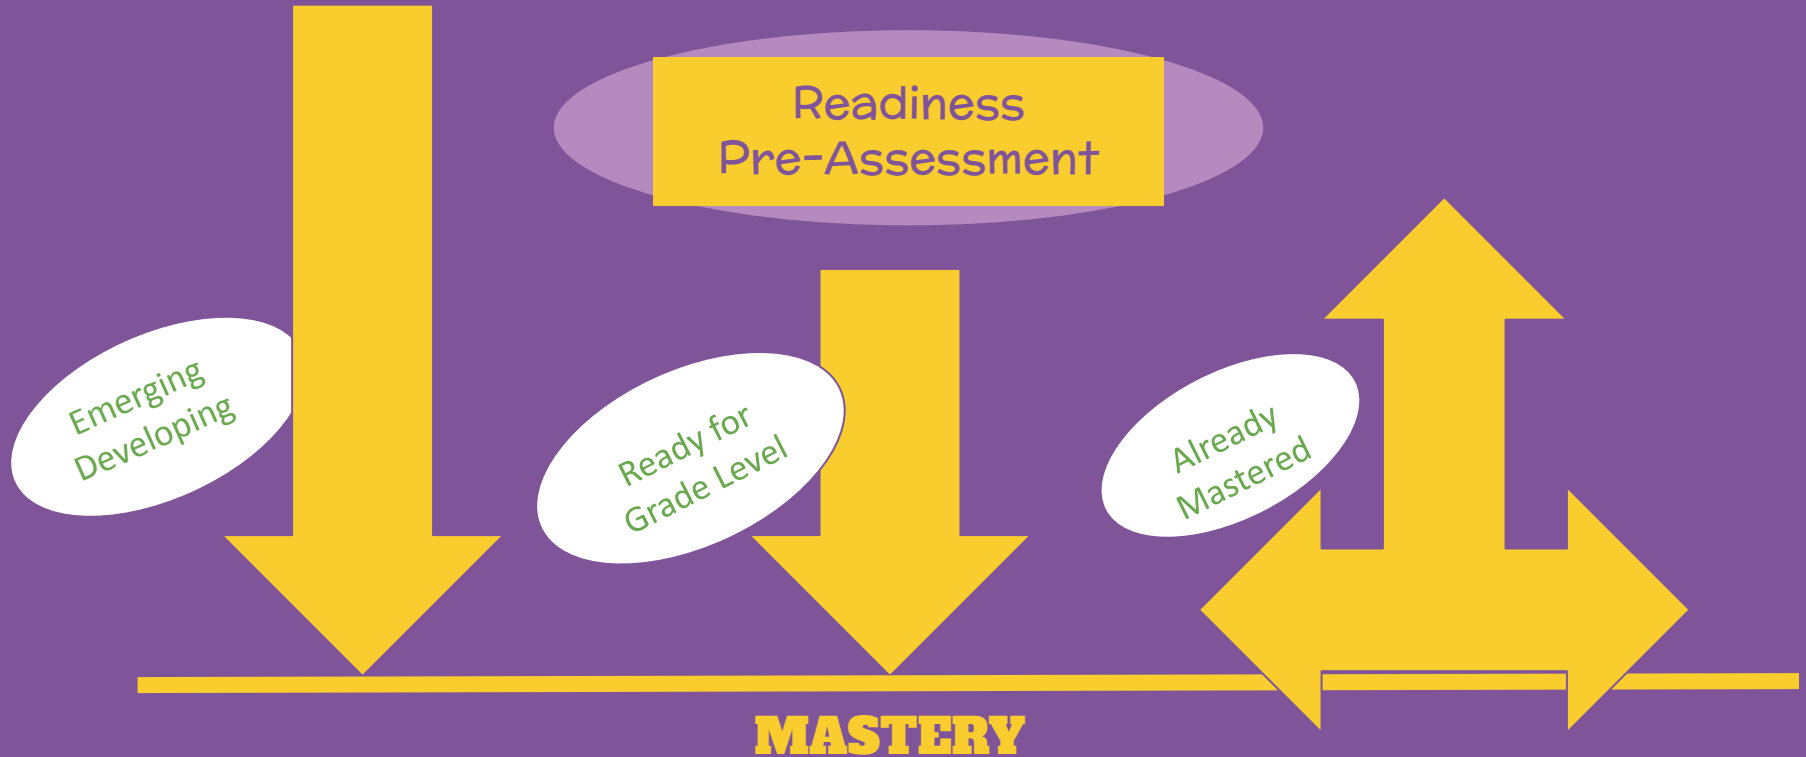 Readiness
Pre-Assessment
Emerging
Developing
Ready for
Grade Level
Already
Mastered
MASTERY